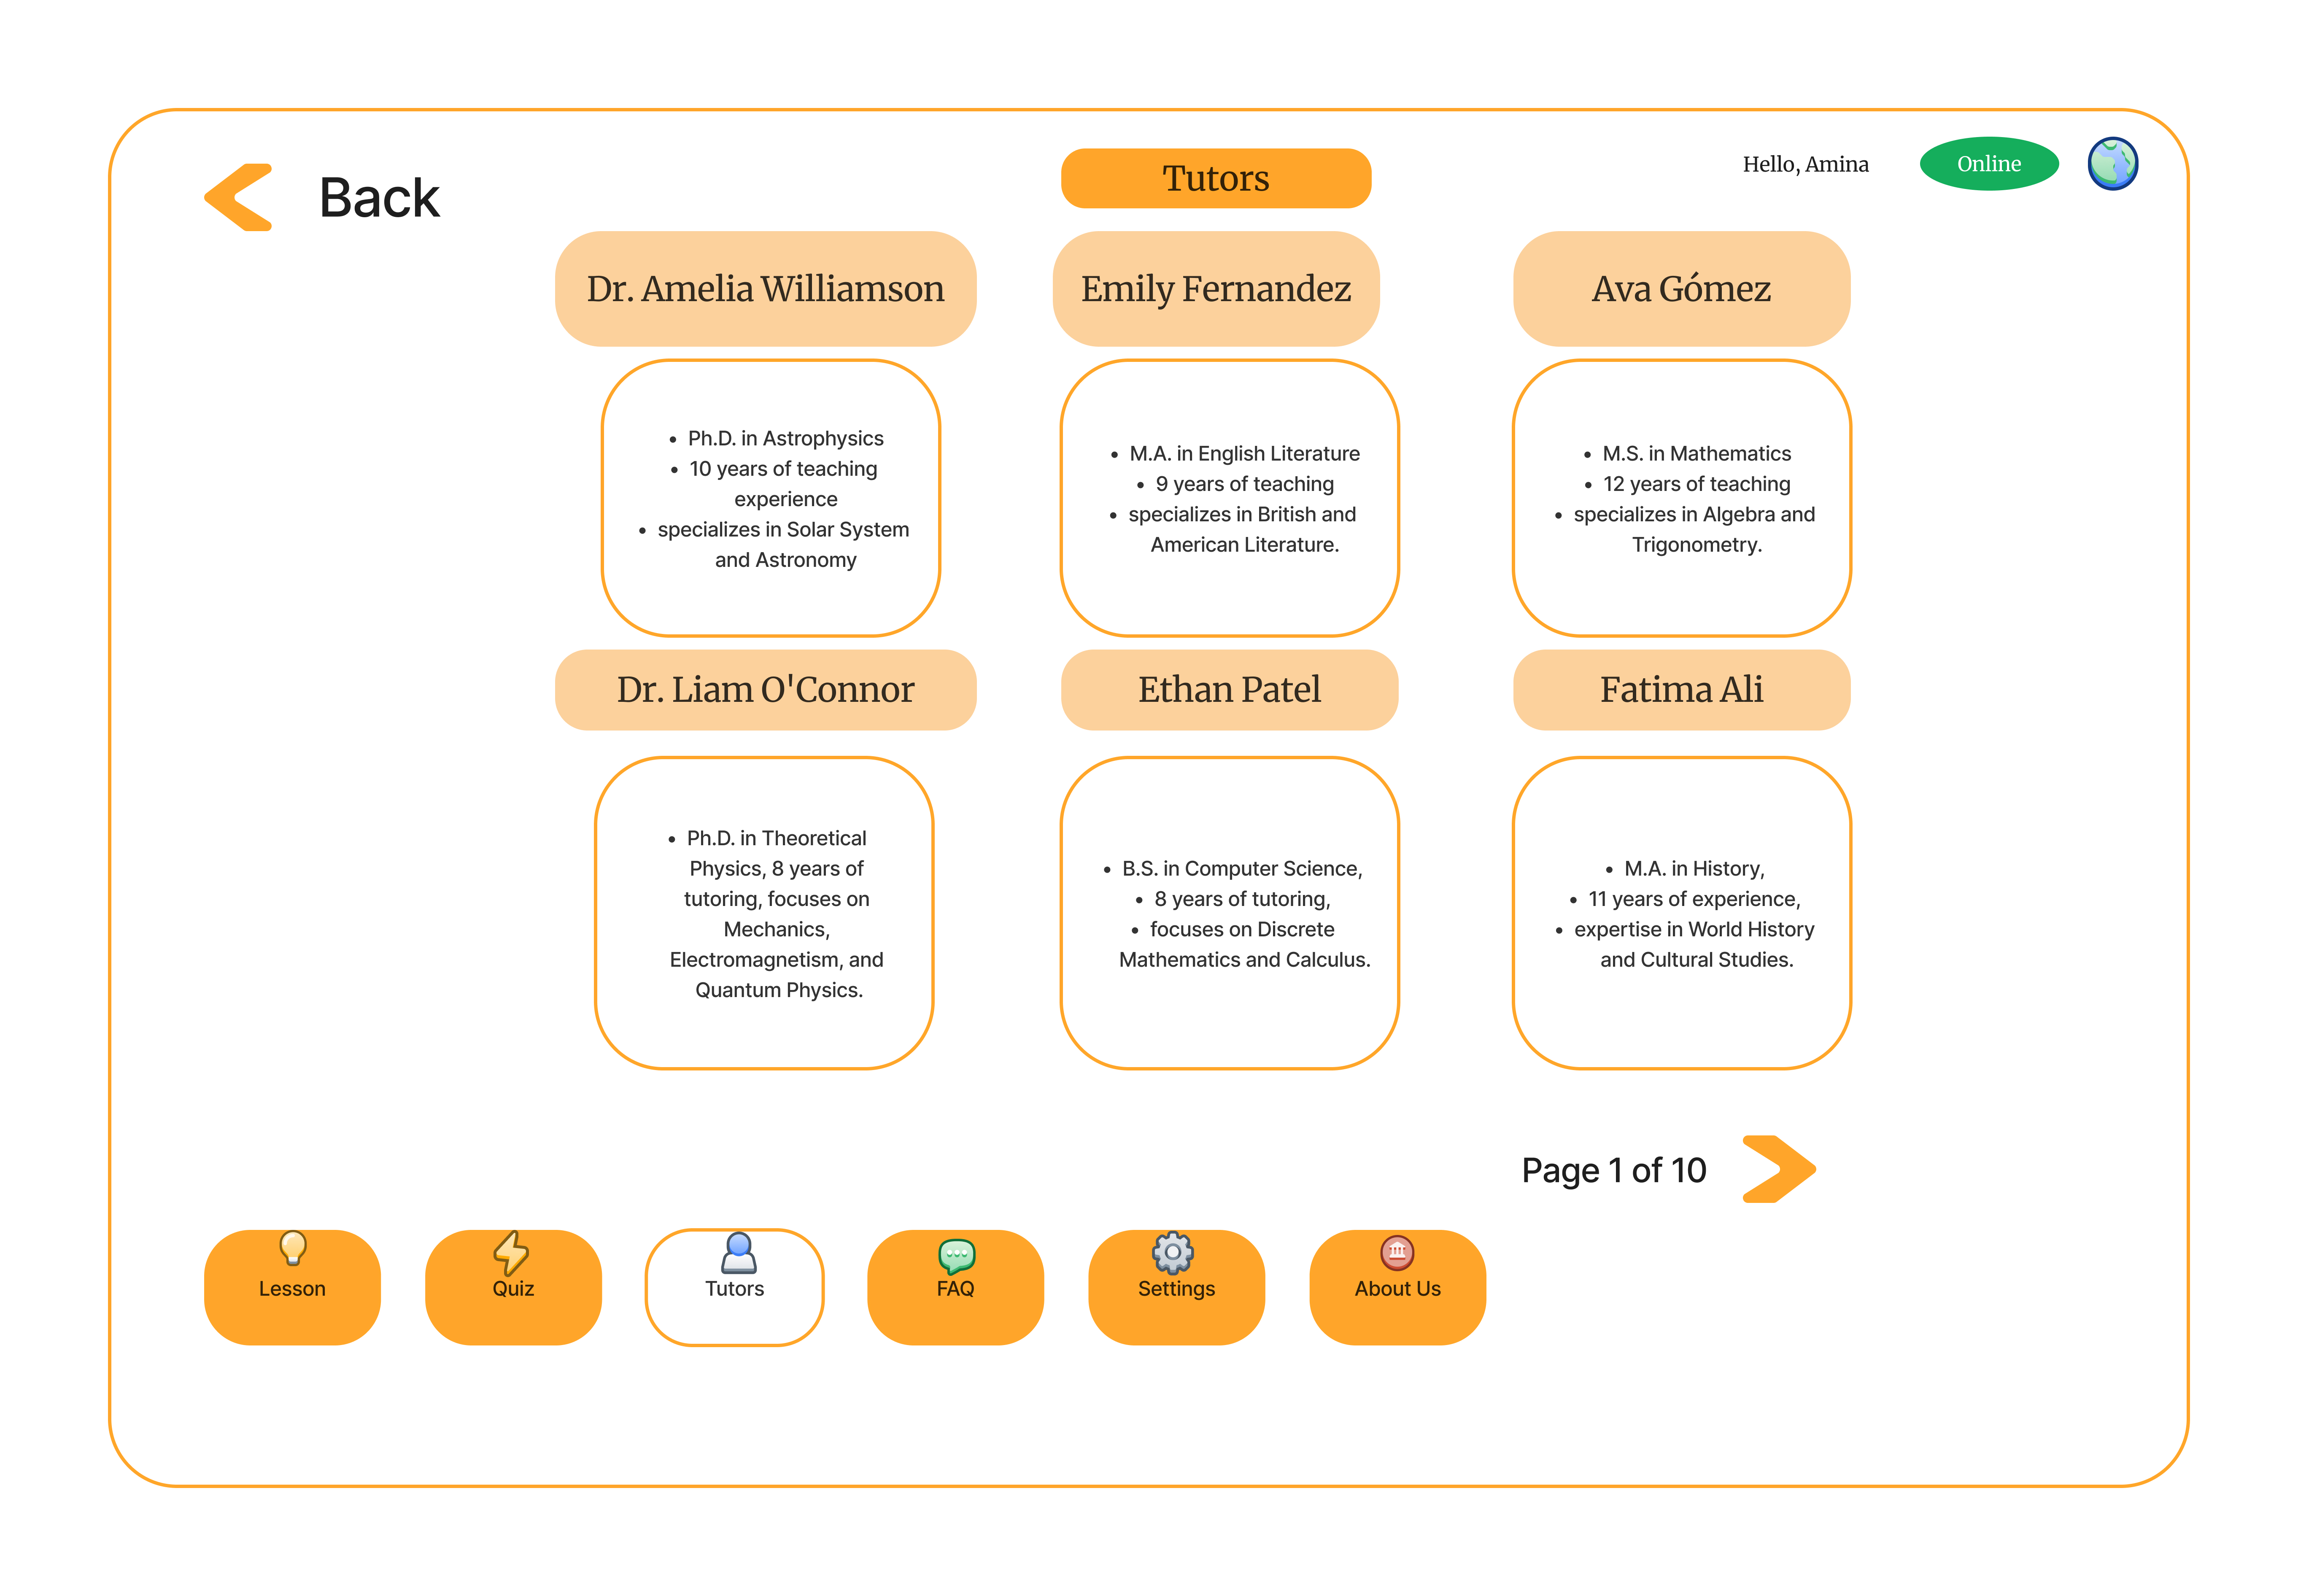 Back
Tutors
Hello, Amina
Online
Dr. Amelia Williamson
Emily Fernandez
Ava Gómez
• Ph.D. in Astrophysics
• 10 years of teaching
experience
• specializes in Solar System
and Astronomy
• M.A. in English Literature
• 9 years of teaching
• specializes in British and
American Literature.
• M.S. in Mathematics
• 12 years of teaching
• specializes in Algebra and
Trigonometry.
Dr. Liam O'Connor
Ethan Patel
Fatima Ali
• Ph.D. in Theoretical
Physics, 8 years of
tutoring, focuses on
Mechanics,
Electromagnetism, and
Quantum Physics.
• B.S. in Computer Science,
• 8 years of tutoring,
• focuses on Discrete
Mathematics and Calculus.
• M.A. in History,
• 11 years of experience,
• expertise in World History
and Cultural Studies.
Page 1 of 10
Lesson
Quiz
Tutors
FAQ
Settings
About Us